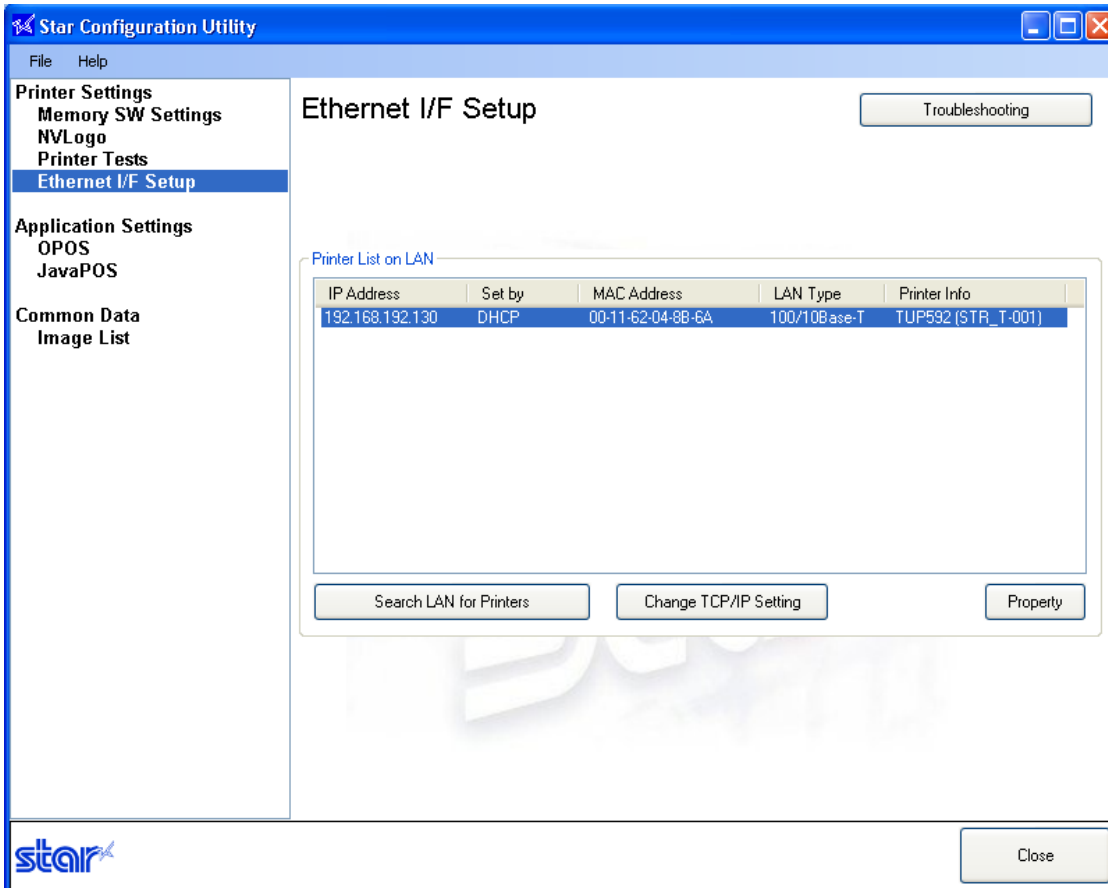 Star Configuration Utility
File Help
Printer Settings
Memory SW Settings
NVLogo
Printer Tests
Ethernet I/F Setup
Application Settings
OPOS
JavaPOS
Common Data
Image List
Ethernet I/F Setup
Troubleshooting
Printer List on LAN
IP Address Set by MAC Address LAN Type Printer Info
192.168.192.130 DHCP 00-11-62-04-8B-6A 100/10Base-T TUP592 (STR_T-001)
Search LAN for Printers Change TCP/IP Setting Property
star
Close